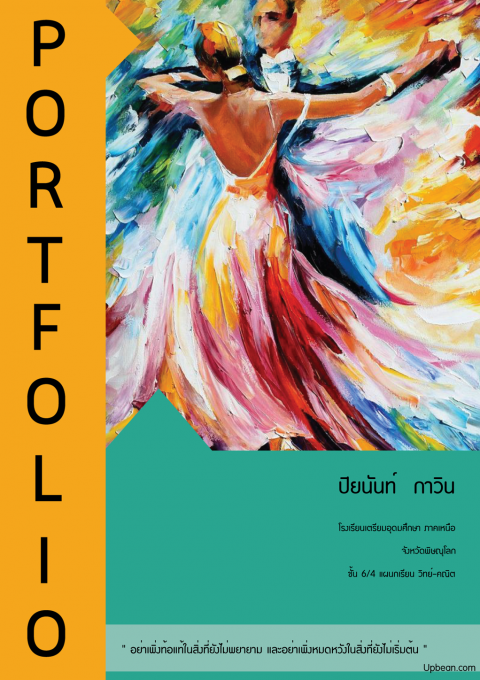 PORTFOLIO
ปิยนันท์ กาวิน
โรงเรียนเตรียมอุดมศึกษา ภาคเหนือ
จังหวัดพิษณุโลก
ชั้น 6/4 แผนกเรียน วิทย์-คณิต
" อย่าเพิ่งท้อแท้ในสิ่งที่ยังไม่พยายาม และอย่าเพิ่งหมดหวังในสิ่งที่ยังไม่เริ่มต้น "
Upbean.com